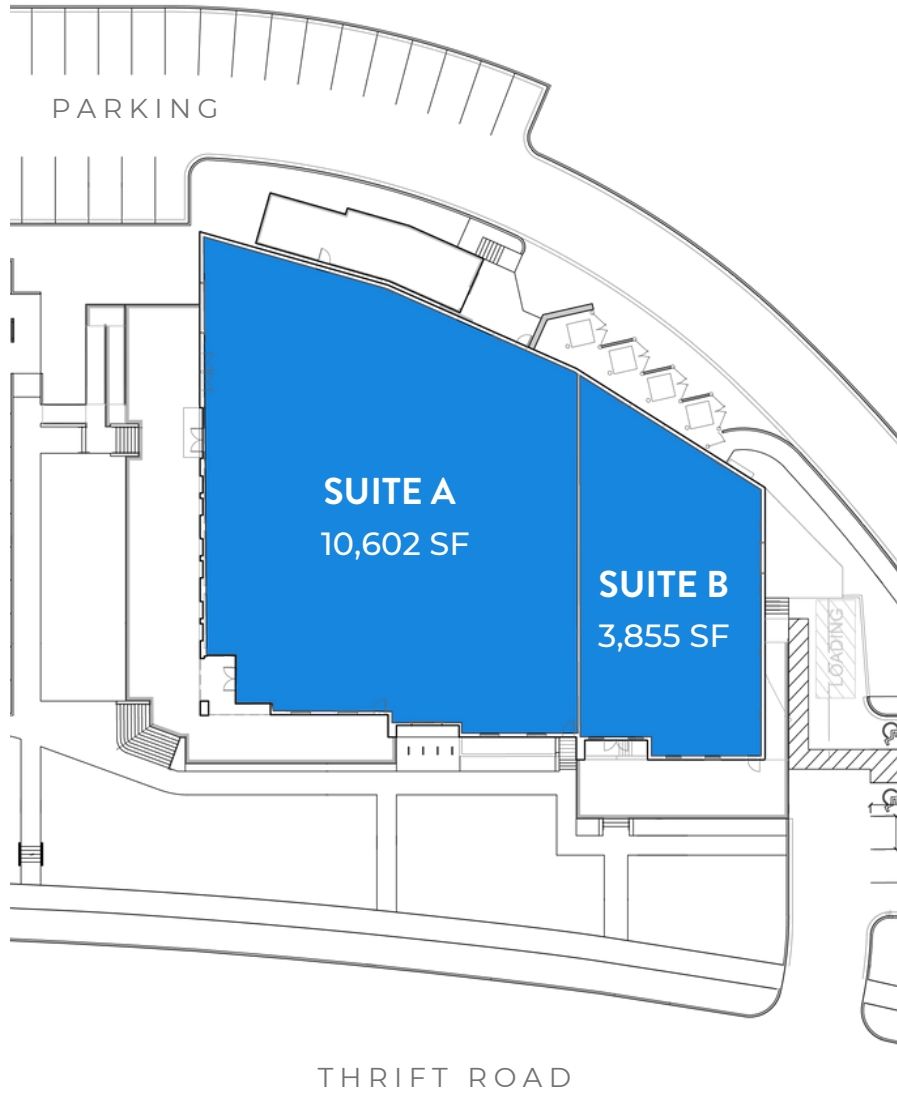 PARKING
SUITE A
10,602 SF
SUITE B
3,855 SF
LOADING
THRIFT ROAD